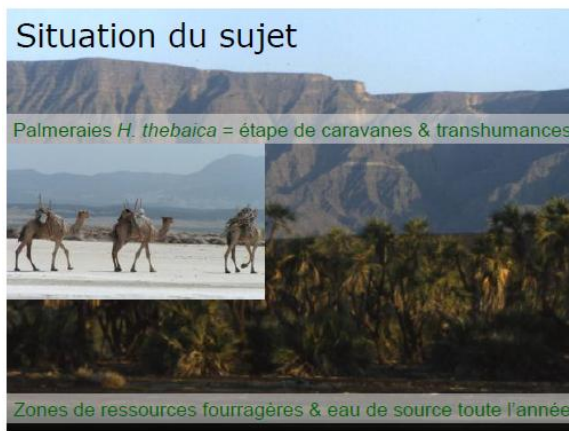 Situation du sujet
Palmeraies H. thebaica = étape de caravanes & transhumances
Zones de ressources fourragères & eau de source toute l'année